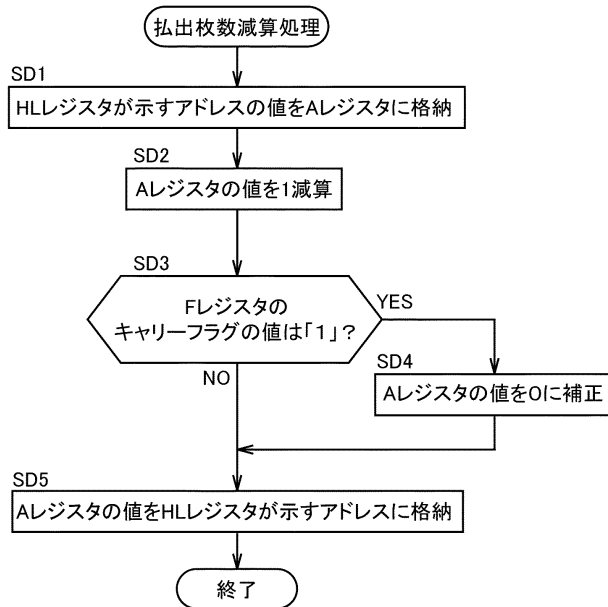 払出枚数減算処理
SD1
HLレジスタが示すアドレスの値をAレジスタに格納
SD2
Aレジスタの値を1減算
SD3
Fレジスタの
キャリーフラグの値は「1」?
YES
NO
SD4
Aレジスタの値を0に補正
SD5
Aレジスタの値をHLレジスタが示すアドレスに格納
終了